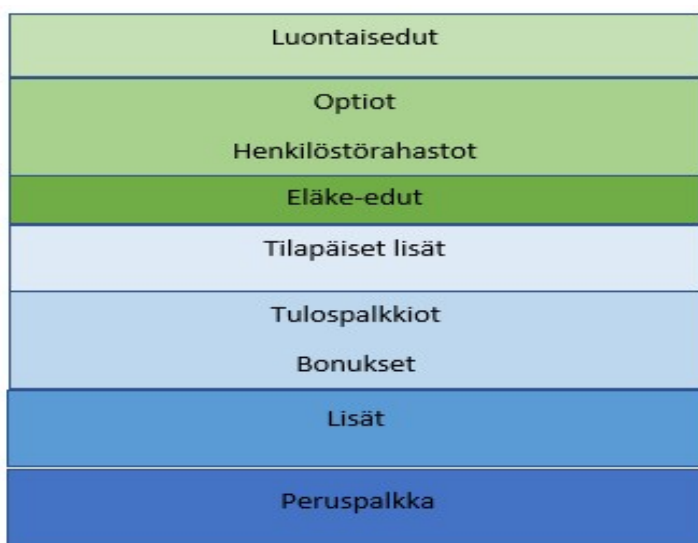 Luontaisedut
Optiot
Henkilöstörahastot
Eläke-edut
Tilapäiset lisät
Tulospalkkiot
Bonukset
Lisät
Peruspalkka